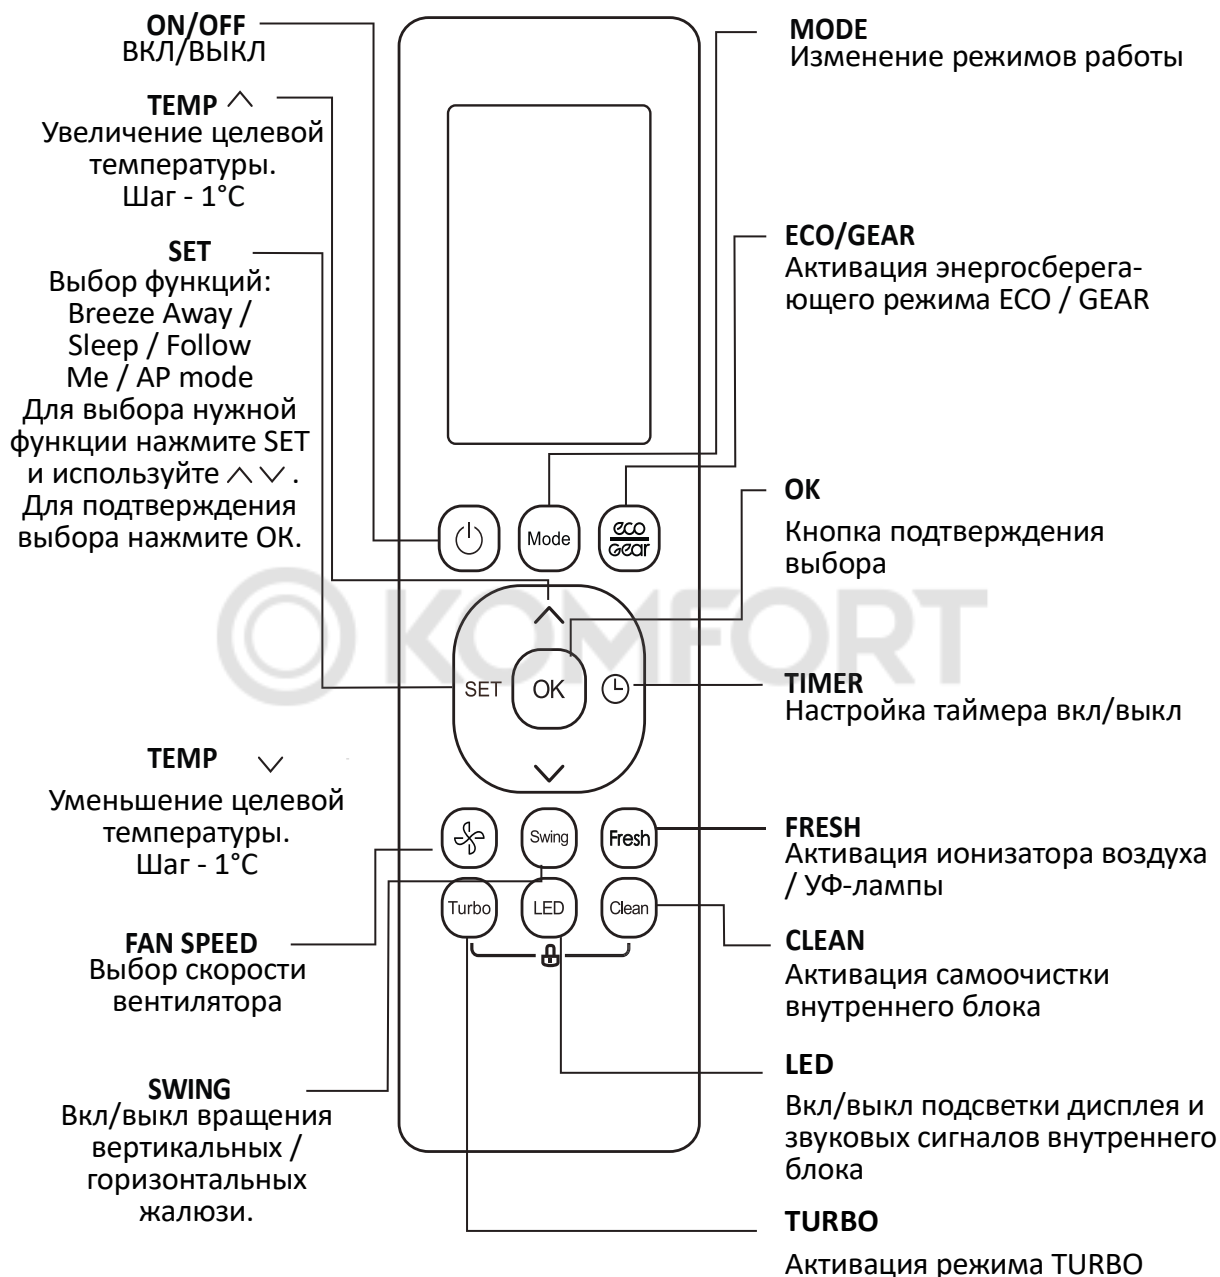 ON/OFF
ВКЛ/ВЫКЛ
TEMP ^
Увеличение целевой
температуры.
Шаг - 1°C
SET
Выбор функций:
Breeze Away /
Sleep / Follow
Me / AP mode
Для выбора нужной
функции нажмите SET
и используйте ^ v .
Для подтверждения
выбора нажмите ОК.
TEMP v
Уменьшение целевой
температуры.
Шаг - 1°C
FAN SPEED
Выбор скорости
вентилятора
SWING
Вкл/выкл вращения
вертикальных /
горизонтальных
жалюзи.
Mode
eco
Gear
SET
OK
Swing
Fresh
Turbo
LED
Clean
KOMFORT
MODE
Изменение режимов работы
ECO/GEAR
Активация энергосберега-
ющего режима ECO / GEAR
OK
Кнопка подтверждения
выбора
TIMER
Настройка таймера вкл/выкл
FRESH
Активация ионизатора воздуха
/ УФ-лампы
CLEAN
Активация самоочистки
внутреннего блока
LED
Вкл/выкл подсветки дисплея и
звуковых сигналов внутреннего
блока
TURBO
Активация режима TURBO